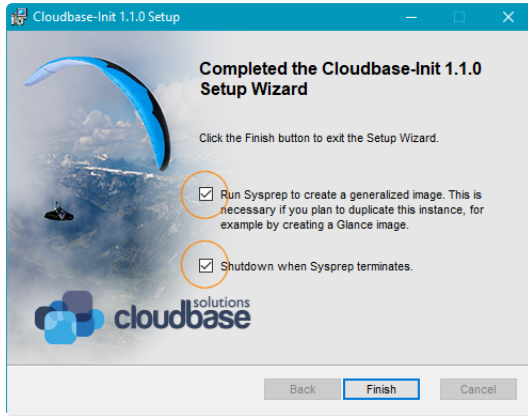 Cloudbase-Init 1.1.0 Setup
Completed the Cloudbase-Init 1.1.0
Setup Wizard
Click the Finish button to exit the Setup Wizard.
Run Sysprep to create a generalized image. This is
necessary if you plan to duplicate this instance, for
example by creating a Glance image.
Shutdown when Sysprep terminates.
solutions
cloudbase
Back
Finish
Cancel